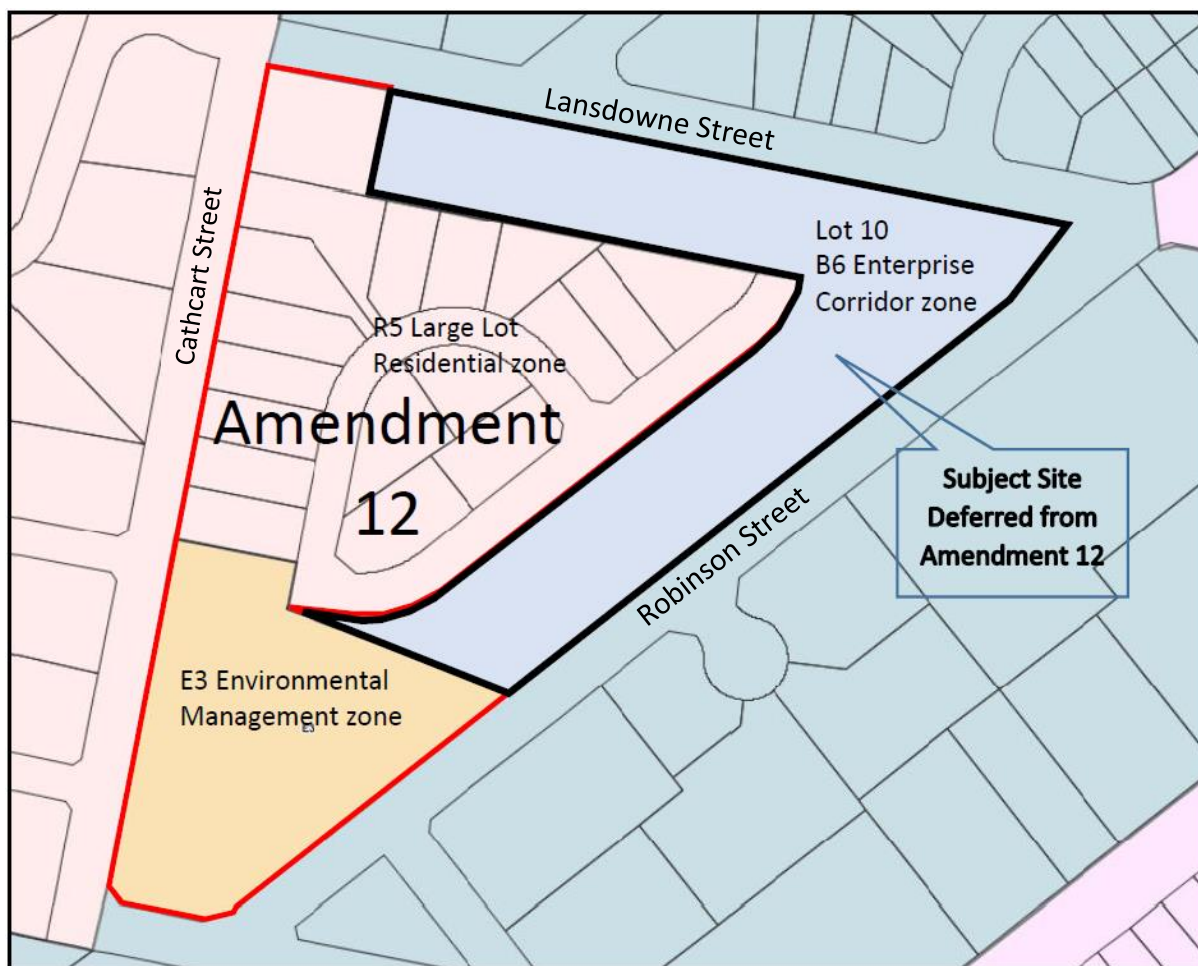 Lansdowne Street
Cathcart Street
Lot 10
B6 Enterprise
Corridor zone
R5 Large Lot
Residential zone
Amendment
12
Subject Site
Deferred from
Amendment 12
Robinson Street
E3 Environmental
Management zone